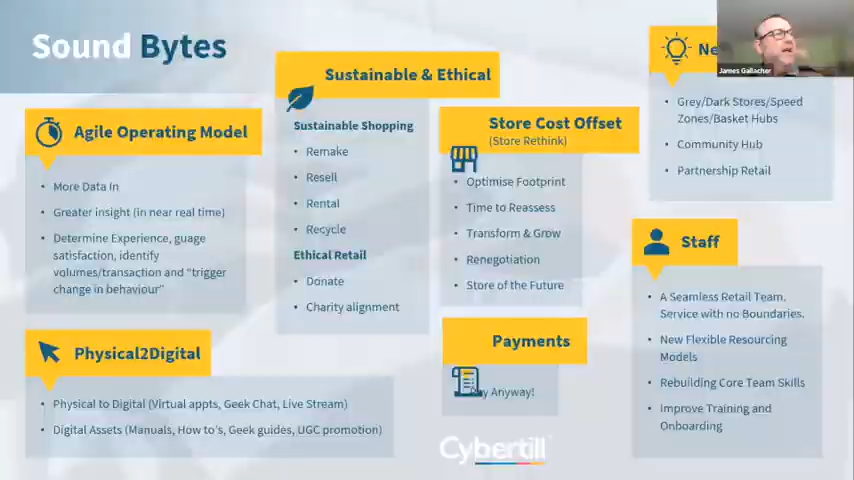 Sound Bytes
Agile Operating Model
• More Data In
• Greater insight (in near real time)
• Determine Experience, guage
satisfaction, identify
volumes/transaction and “trigger
change in behaviour”
Physical2Digital
• Physical to Digital (Virtual appts, Geek Chat, Live Stream)
• Digital Assets (Manuals, How to's, Geek guides, UGC promotion)
Sustainable & Ethical
Sustainable Shopping
• Remake
• Resell
• Rental
• Recycle
Ethical Retail
• Donate
• Charity alignment
Store Cost Offset
(Store Rethink)
• Optimise Footprint
• Time to Reassess
• Transform & Grow
• Renegotiation
• Store of the Future
Payments
Anyway!
Cybertill
James Gallacher
• Grey/Dark Stores/Speed
Zones/Basket Hubs
• Community Hub
• Partnership Retail
Staff
• A Seamless Retail Team.
Service with no Boundaries.
• New Flexible Resourcing
Models
• Rebuilding Core Team Skills
• Improve Training and
Onboarding